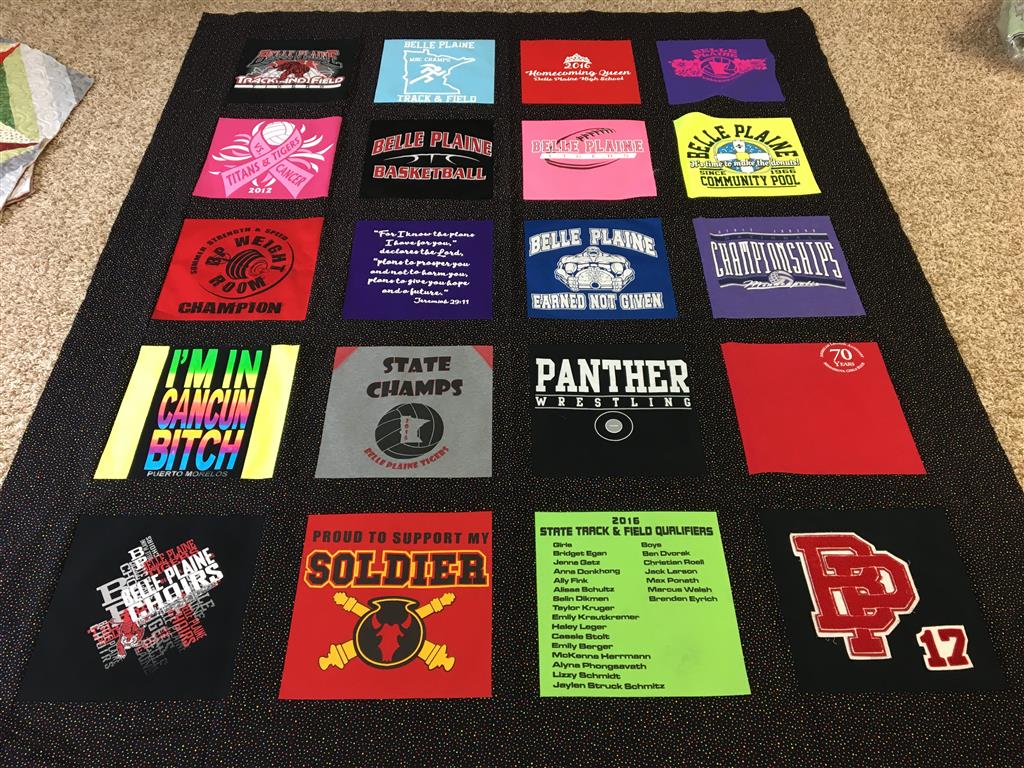 BELLE PLAINE
TRACK AND FIELD
TIGERS
BELLE PLAINE
MRC CHAMPS
TRACK & FIELD
2016
Homecoming Queen
Belle Plaine High School
BELLE
PLAINE
TITANS & TIGERS
CANCER
2012
BELLE PLAINE
BASKETBALL
BELLE PLAINE
TIGERS
BELLE PLAINE
It's time to make the donuts!
SINCE 1966
COMMUNITY POOL
SUMMER STRENGTH & SPEED
BP WEIGHT
ROOM
CHAMPION
"For I know the plans
I have for you,"
declares the Lord,
"plans to prosper you
and not to harm you,
plans to give you hope
and a future."
Jeremiah 29:11
BELLE PLAINE
EARNED NOT GIVEN
CHAMPIONSHIPS
I'M IN
CANCUN
BITCH
PUERTO MORELOS
STATE
CHAMPS
2016
BELLE PLAINE TIGERS
PANTHER
WRESTLING
70
YEARS
BELLE PLAINE
CHOIRS
PROUD TO SUPPORT MY
SOLDIER
2016
STATE TRACK & FIELD QUALIFIERS
Girls Boys
Bridget Egan Ben Dvorak
Jenna Gatz Christian Roell
Anna Donkhong Jack Larson
Ally Fink Max Ponath
Alissa Schultz Marcus Walsh
Selin Dikmen Brenden Eyrich
Taylor Kruger
Emily Krautkremer
Haley Leger
Cassie Stolt
Emily Berger
McKenna Herrmann
Alyna Phongsavath
Lizzy Schmidt
Jaylen Struck Schmitz
BP
17